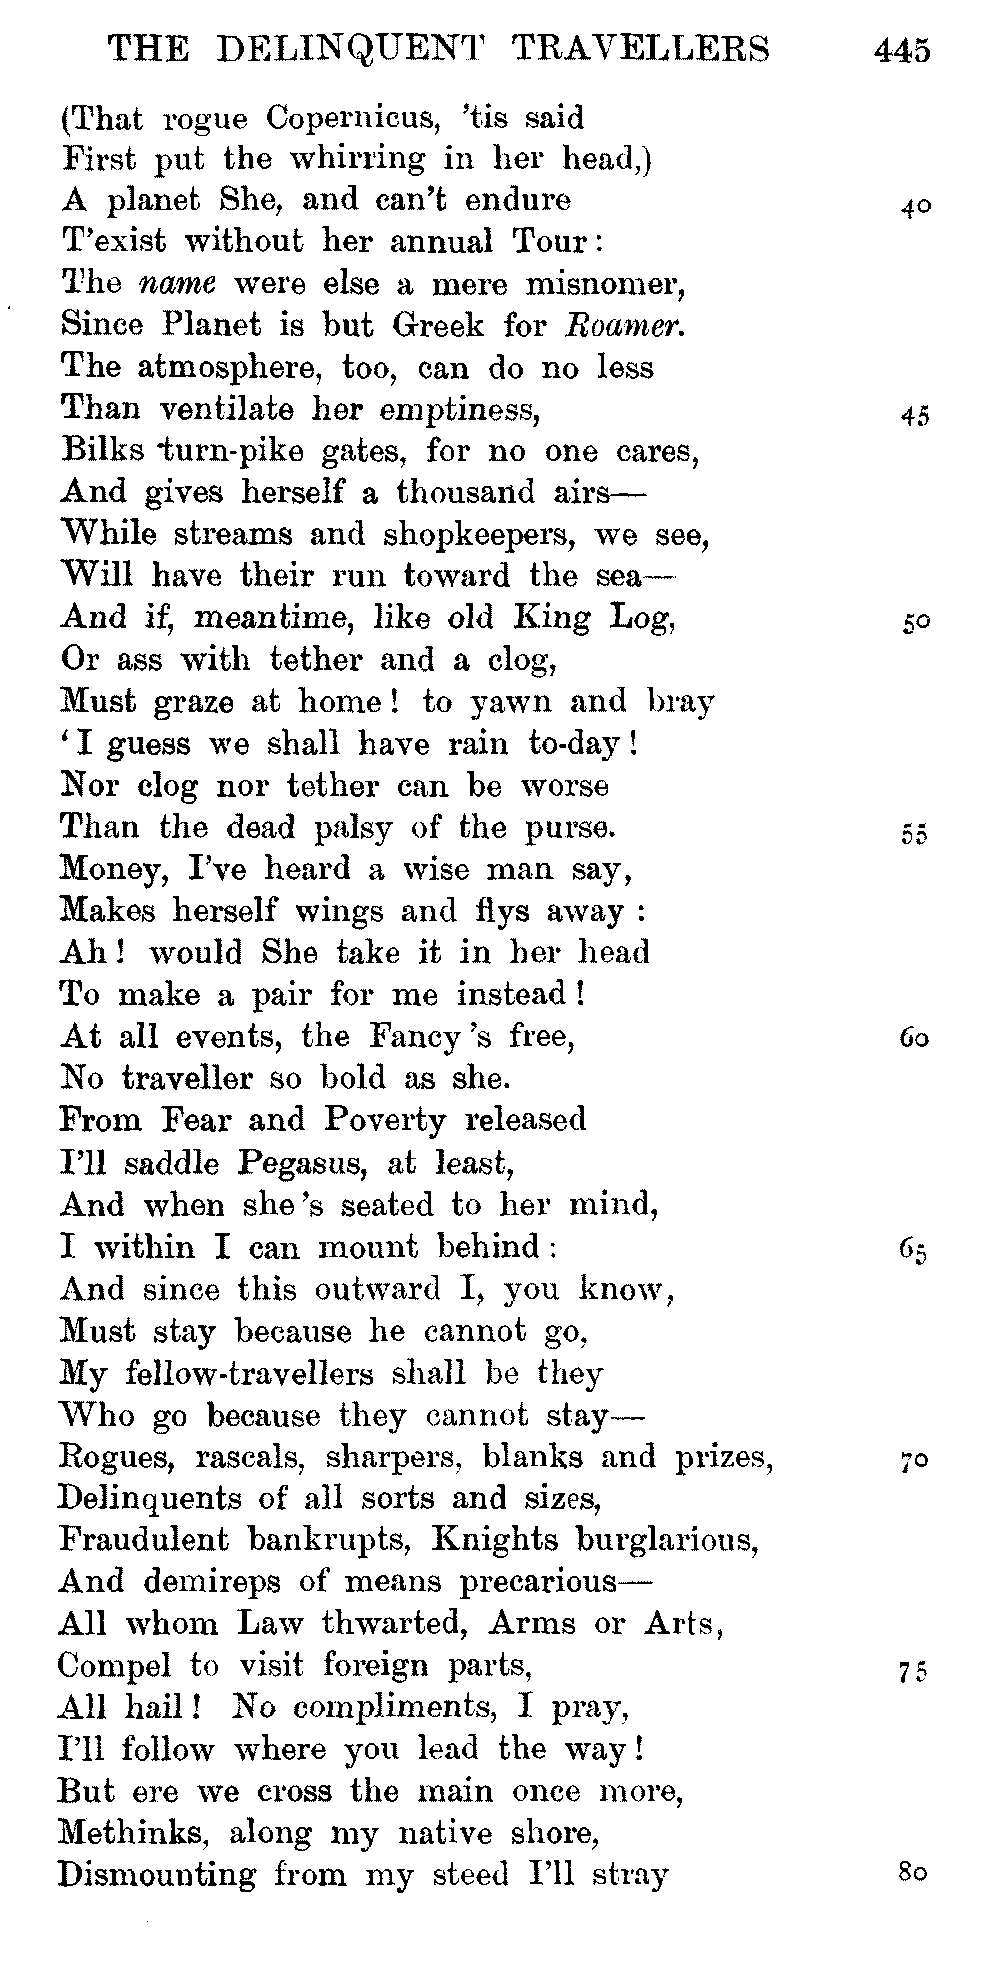 THE DELINQUENT TRAVELLERS 445
(That rogue Copernicus, 'tis said
First put the whirring in her head,)
A planet She, and can't endure 40
T'exist without her annual Tour:
The name were else a mere misnomer,
Since Planet is but Greek for Roamer.
The atmosphere, too, can do no less
Than ventilate her emptiness, 45
Bilks turn-pike gates, for no one cares,
And gives herself a thousand airs—
While streams and shopkeepers, we see,
Will have their run toward the sea—
And if, meantime, like old King Log, 50
Or ass with tether and a clog,
Must graze at home! to yawn and bray
'I guess we shall have rain to-day!
Nor clog nor tether can be worse
Than the dead palsy of the purse. 55
Money, I've heard a wise man say,
Makes herself wings and flys away:
Ah! would She take it in her head
To make a pair for me instead!
At all events, the Fancy's free, 60
No traveller so bold as she.
From Fear and Poverty released
I'll saddle Pegasus, at least,
And when she's seated to her mind,
I within I can mount behind: 65
And since this outward I, you know,
Must stay because he cannot go,
My fellow-travellers shall be they
Who go because they cannot stay—
Rogues, rascals, sharpers, blanks and prizes, 70
Delinquents of all sorts and sizes,
Fraudulent bankrupts, Knights burglarious,
And demireps of means precarious—
All whom Law thwarted, Arms or Arts,
Compel to visit foreign parts, 75
All hail! No compliments, I pray,
I'll follow where you lead the way!
But ere we cross the main once more,
Methinks, along my native shore,
Dismounting from my steed I'll stray 80